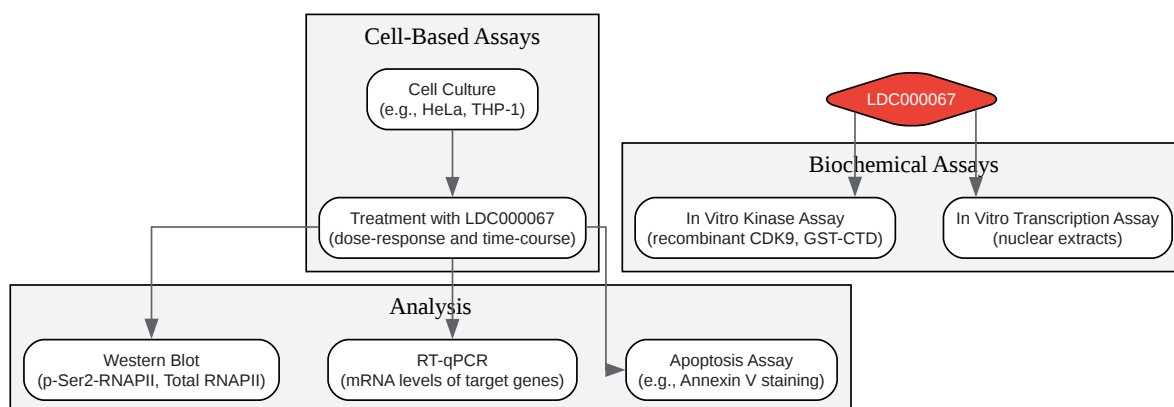 Cell-Based Assays
Cell Culture
(e.g., HeLa, THP-1)
LDC000067
Biochemical Assays
Treatment with LDC000067
(dose-response and time-course)
In Vitro Kinase Assay
(recombinant CDK9, GST-CTD)
In Vitro Transcription Assay
(nuclear extracts)
Analysis
Western Blot
(p-Ser2-RNAPII, Total RNAPII)
RT-qPCR
(mRNA levels of target genes)
Apoptosis Assay
(e.g., Annexin V staining)